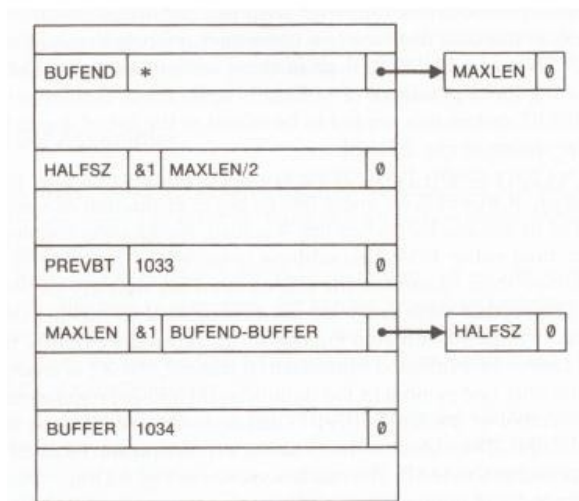 BUFEND * MAXLEN 0
HALFSZ &1 MAXLEN/2 0
PREVBT 1033 0
MAXLEN &1 BUFEND-BUFFER HALFSZ 0
BUFFER 1034 0